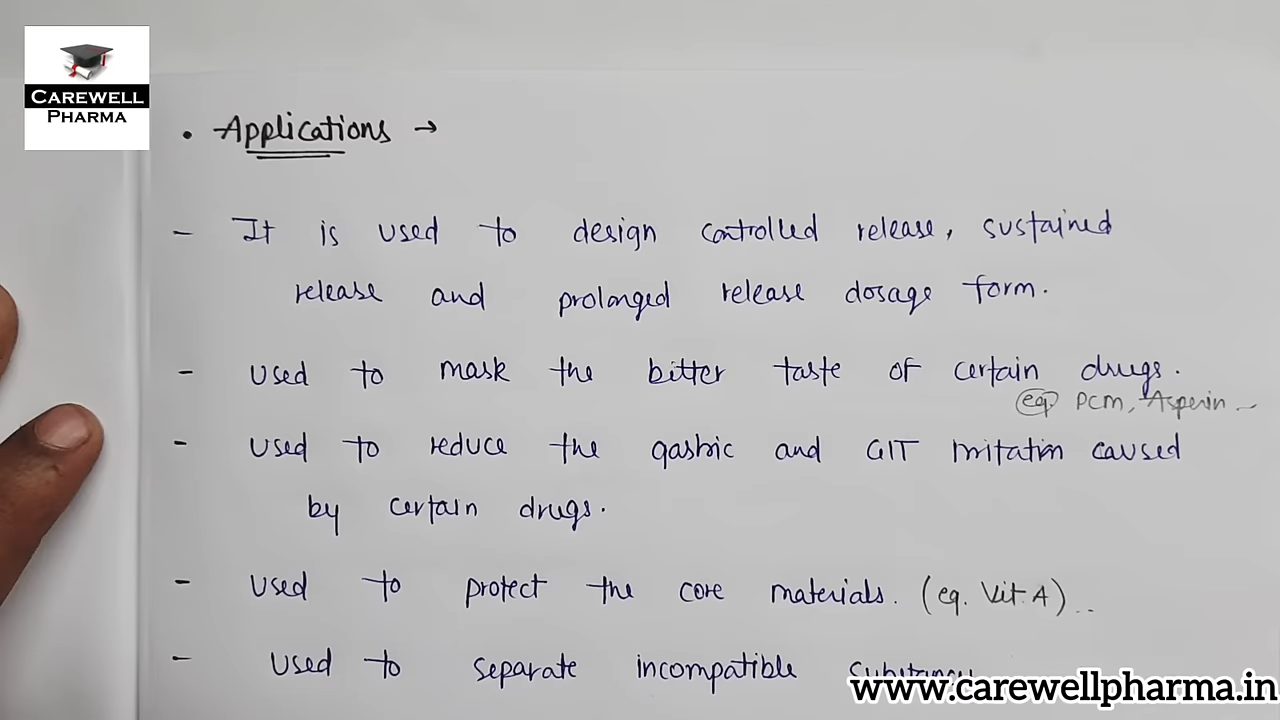 CAREWELL
PHARMA
• Applications →
- It is used to design controlled release, sustained
release and prolonged release dosage form.
- Used to mask the bitter taste of certain drugs.
eg. PCM, Asperin -
- Used to reduce the gastric and GIT irritation caused
by certain drugs.
- Used to protect the core materials. (eg. Vit. A) ..
- Used to separate incompatible
www.carewellpharma.in